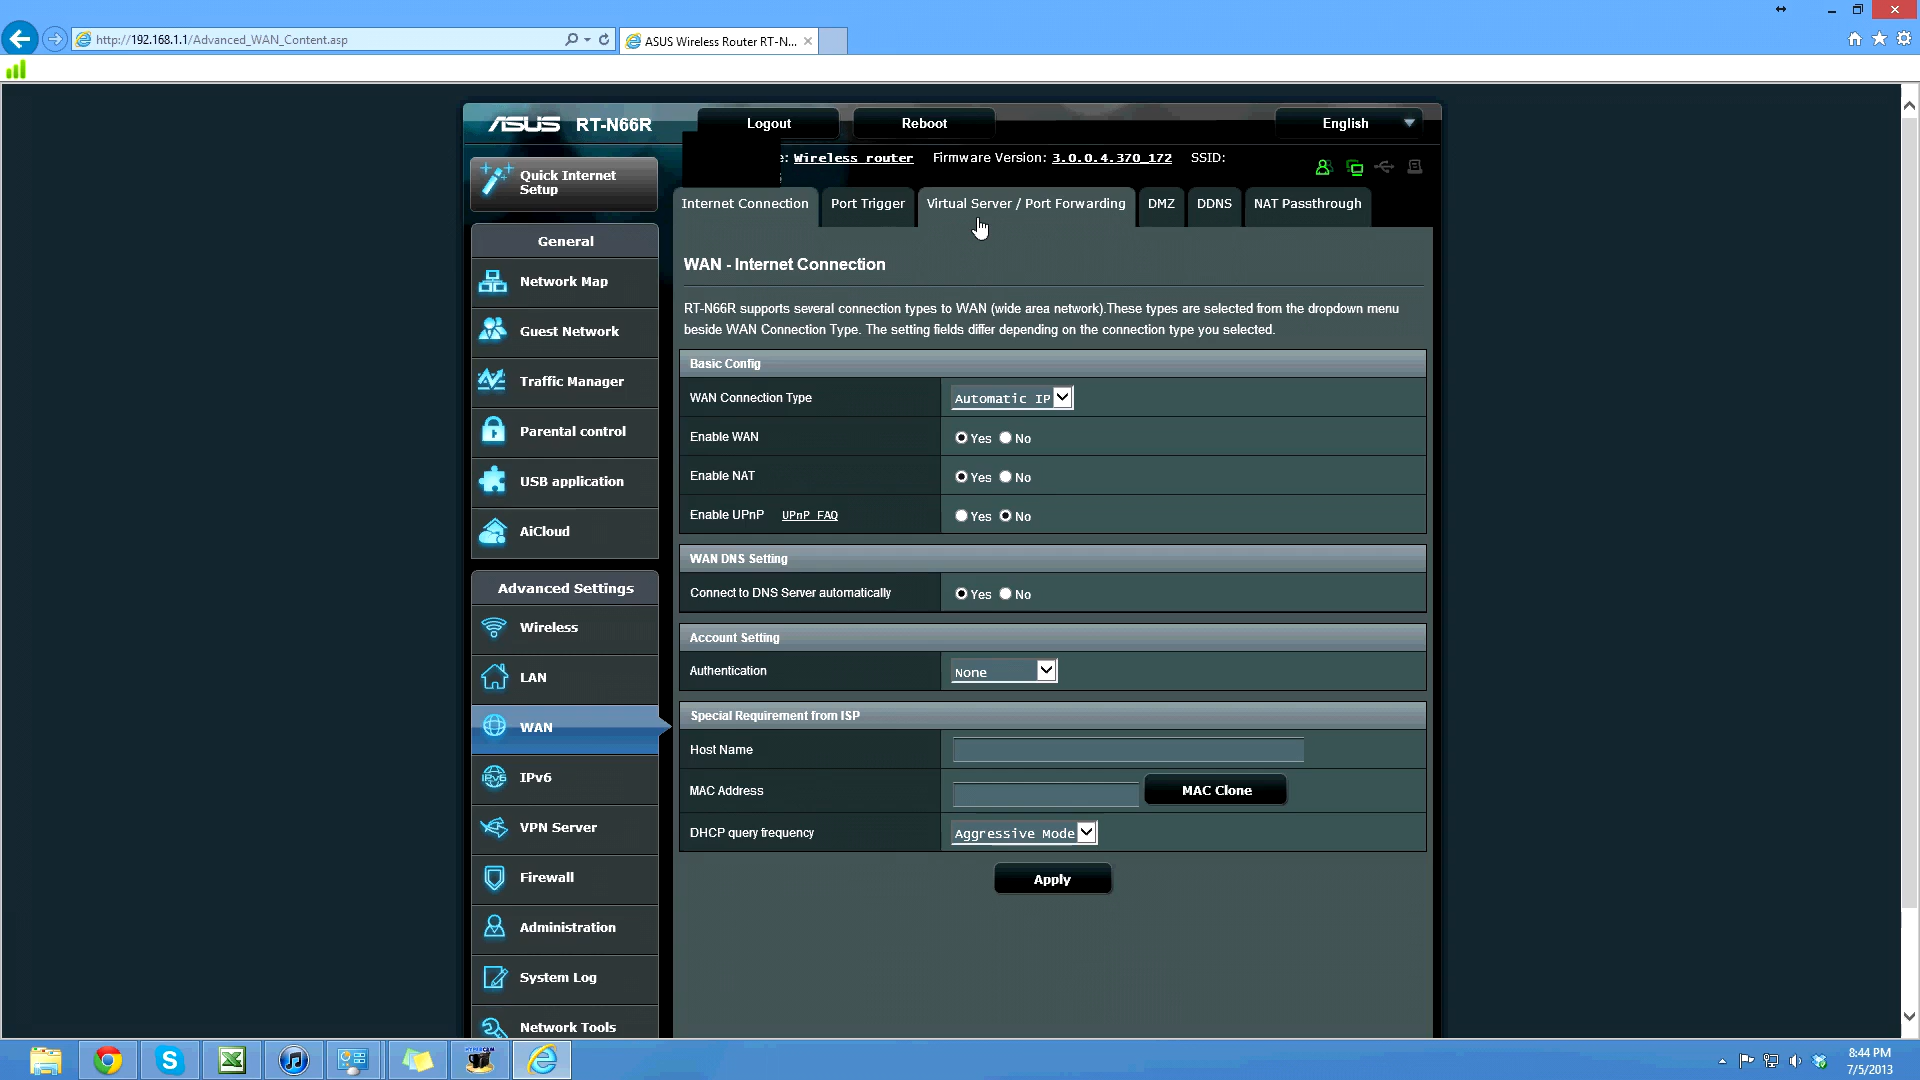 http://192.168.1.1/Advanced_WAN_Content.asp
ASUS Wireless Router RT-N...
ASUS RT-N66R
Logout
Reboot
English
Wireless router Firmware Version: 3.0.0.4.370_172 SSID:
Quick Internet
Setup
Internet Connection
Port Trigger
Virtual Server / Port Forwarding
DMZ
DDNS
NAT Passthrough
General
Network Map
Guest Network
Traffic Manager
Parental control
USB application
AiCloud
Advanced Settings
Wireless
LAN
WAN
IPv6
VPN Server
Firewall
Administration
System Log
Network Tools
WAN - Internet Connection
RT-N66R supports several connection types to WAN (wide area network).These types are selected from the dropdown menu
beside WAN Connection Type. The setting fields differ depending on the connection type you selected.
Basic Config
WAN Connection Type Automatic IP
Enable WAN Yes No
Enable NAT Yes No
Enable UPnP UPnP FAQ Yes No
WAN DNS Setting
Connect to DNS Server automatically Yes No
Account Setting
Authentication None
Special Requirement from ISP
Host Name
MAC Address MAC Clone
DHCP query frequency Aggressive Mode
Apply
8:44 PM
7/5/2013